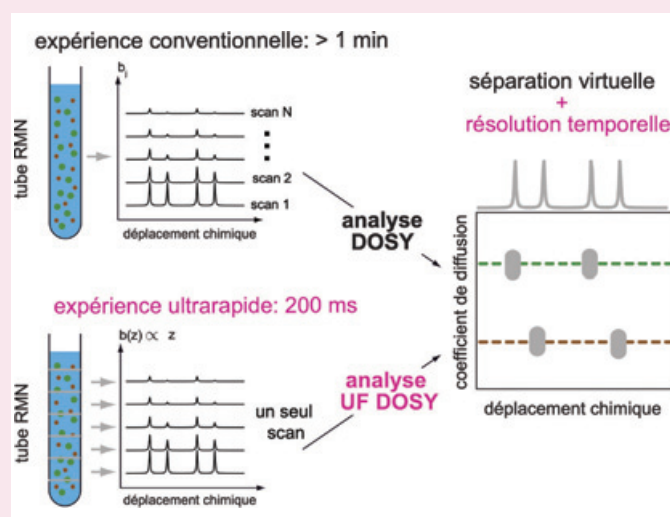 expérience conventionnelle: > 1 min
tube RMN
b_i
scan N
scan 2
scan 1
déplacement chimique
analyse
DOSY
expérience ultrarapide: 200 ms
tube RMN
b(z) ∝ z
un seul
scan
déplacement chimique
analyse
UF DOSY
séparation virtuelle
+
résolution temporelle
coefficient de diffusion
déplacement chimique